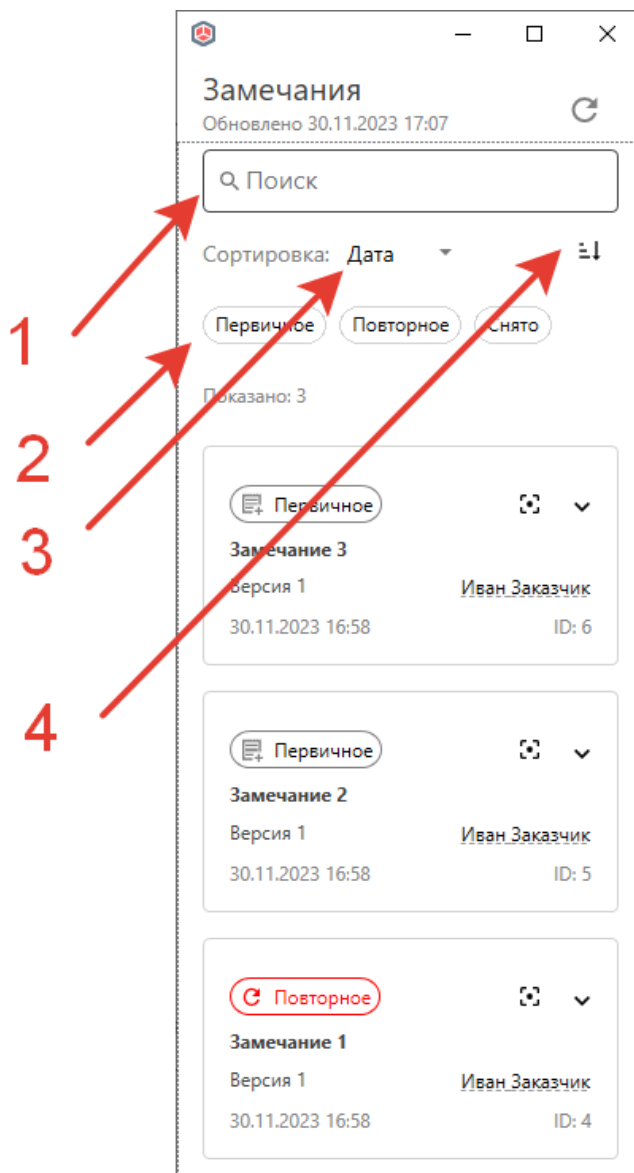 Замечания
Обновлено 30.11.2023 17:07
Поиск
Сортировка: Дата
1
Первичное Повторное Снято
Показано: 3
2
Первичное
3
Замечание 3
Версия 1 Иван Заказчик
30.11.2023 16:58 ID: 6
4
Первичное
Замечание 2
Версия 1 Иван Заказчик
30.11.2023 16:58 ID: 5
Повторное
Замечание 1
Версия 1 Иван Заказчик
30.11.2023 16:58 ID: 4